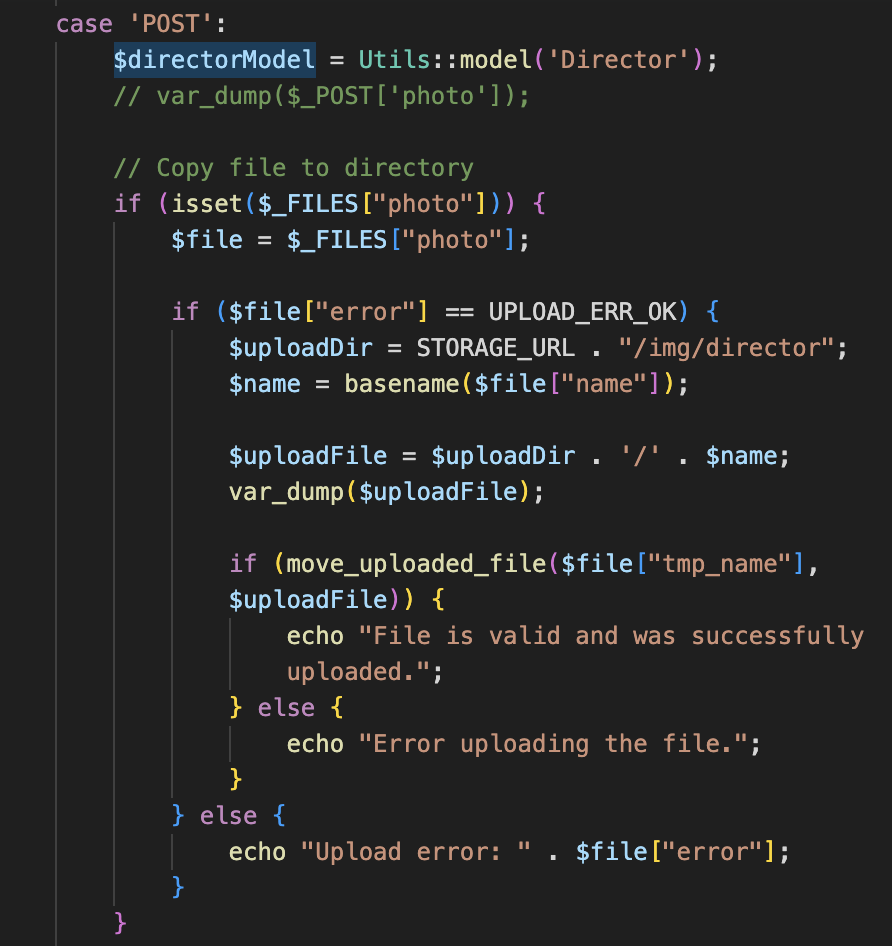 case 'POST':
$directorModel = Utils::model('Director');
// var_dump($_POST['photo']);
// Copy file to directory
if (isset($_FILES["photo"])) {
$file = $_FILES["photo"];
if ($file["error"] == UPLOAD_ERR_OK) {
$uploadDir = STORAGE_URL . "/img/director";
$name = basename($file["name"]);
$uploadFile = $uploadDir . '/' . $name;
var_dump($uploadFile);
if (move_uploaded_file($file["tmp_name"],
$uploadFile)) {
echo "File is valid and was successfully
uploaded.";
} else {
echo "Error uploading the file.";
}
} else {
echo "Upload error: " . $file["error"];
}
}